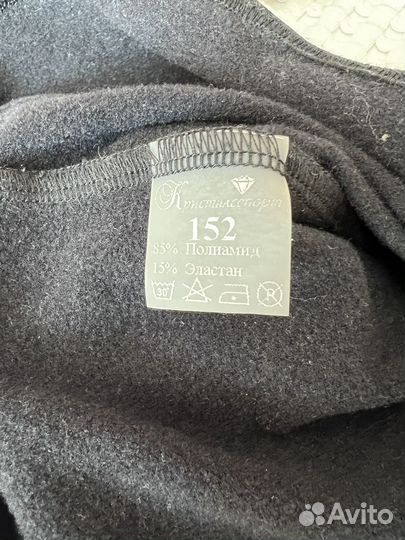 Кристаллспорт
152
85% Полиамид
15% Эластан
30
R
Avito